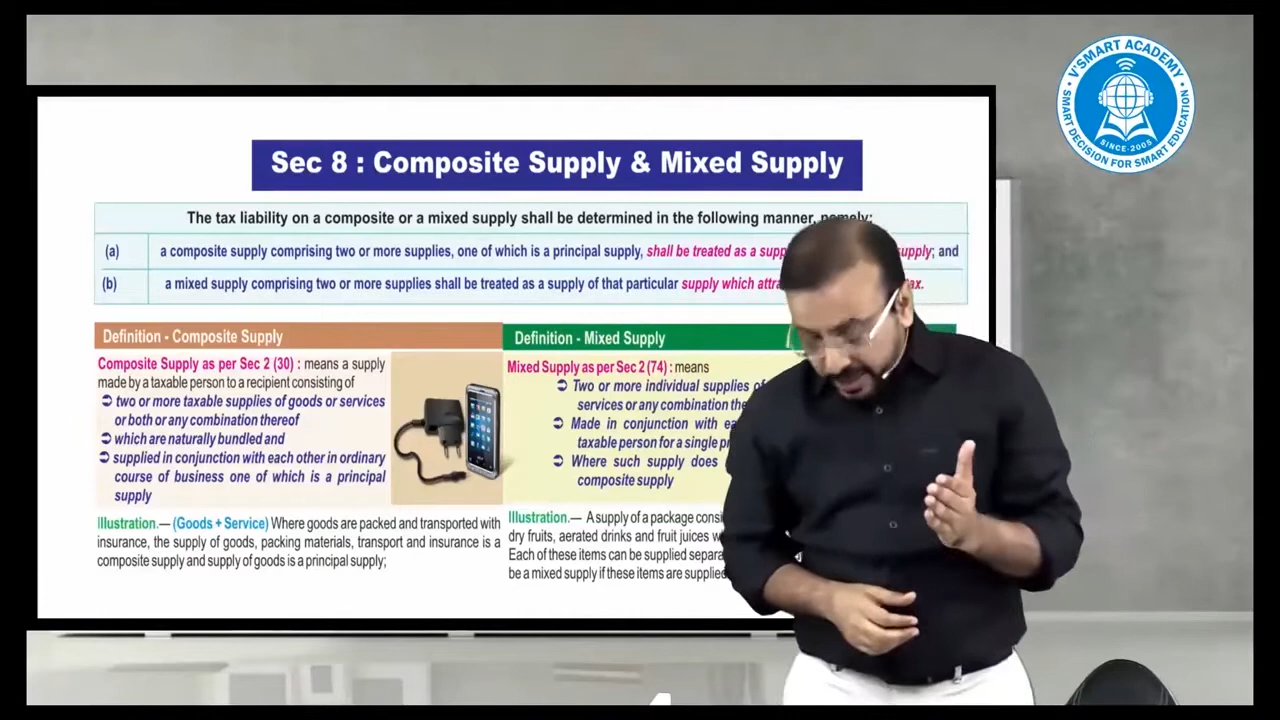 V'SMART ACADEMY
SMART DECISION FOR SMART EDUCATION
SINCE-2005
Sec 8 : Composite Supply & Mixed Supply
The tax liability on a composite or a mixed supply shall be determined in the following manner, namely:
(a) a composite supply comprising two or more supplies, one of which is a principal supply, shall be treated as a supply; and
(b) a mixed supply comprising two or more supplies shall be treated as a supply of that particular supply which tax.
Definition - Composite Supply
Composite Supply as per Sec 2 (30) : means a supply
made by a taxable person to a recipient consisting of
➲ two or more taxable supplies of goods or services
or both or any combination thereof
➲ which are naturally bundled and
➲ supplied in conjunction with each other in ordinary
course of business one of which is a principal
supply
Illustration.— (Goods + Service) Where goods are packed and transported with
insurance, the supply of goods, packing materials, transport and insurance is a
composite supply and supply of goods is a principal supply;
Definition - Mixed Supply
Mixed Supply as per Sec 2 (74) : means
➲ Two or more individual supplies of
services or any combination
➲ Made in conjunction with
taxable person for a single
➲ Where such supply does
composite supply
Illustration.— A supply of a package
dry fruits, aerated drinks and fruit juices
Each of these items can be supplied
be a mixed supply if these items are supplied